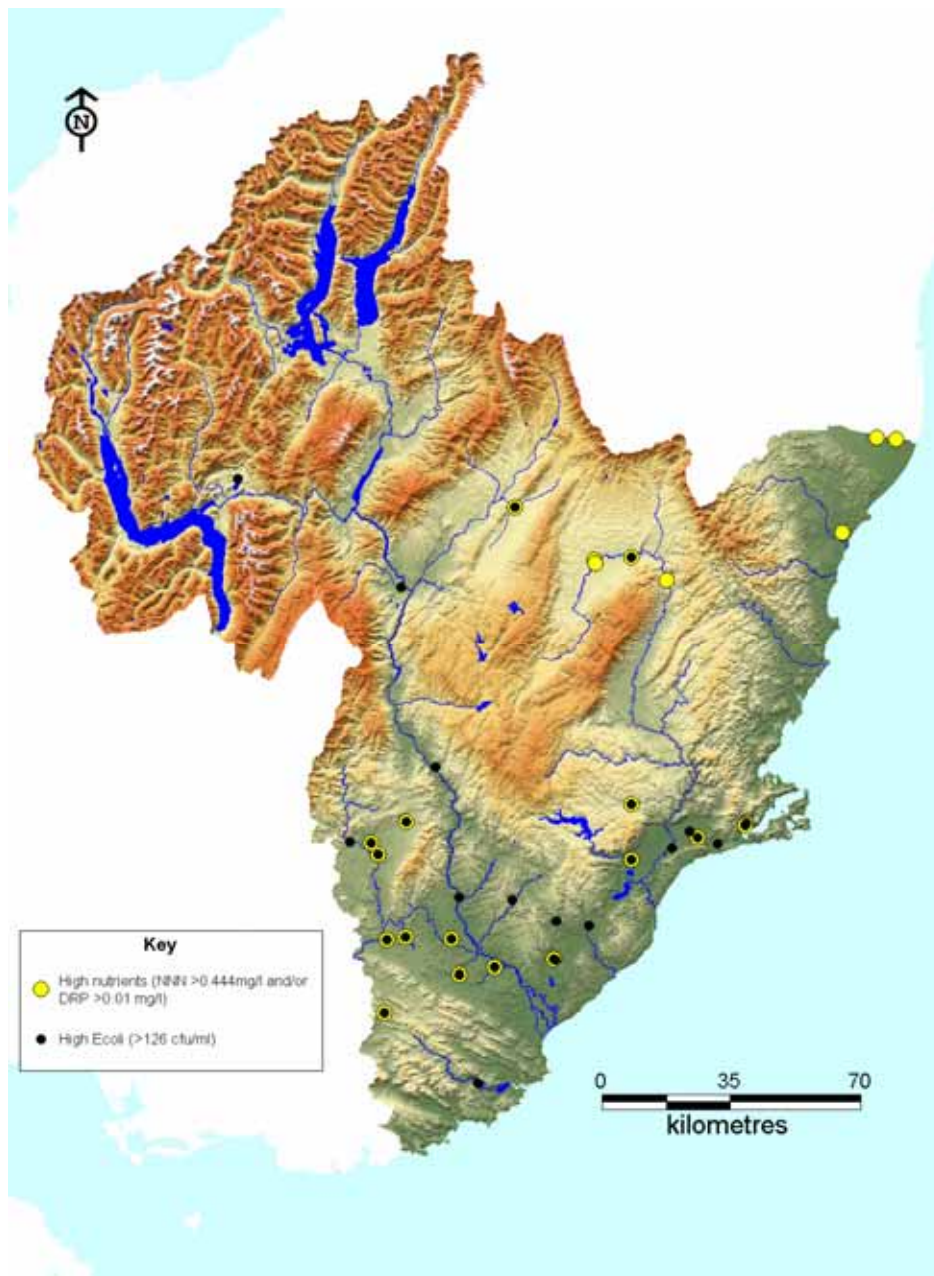 N
Key
High nutrients (NNN >0.444mg/l and/or
DRP >0.01 mg/l)
High Ecoli (>126 cfu/ml)
0 35 70
kilometres